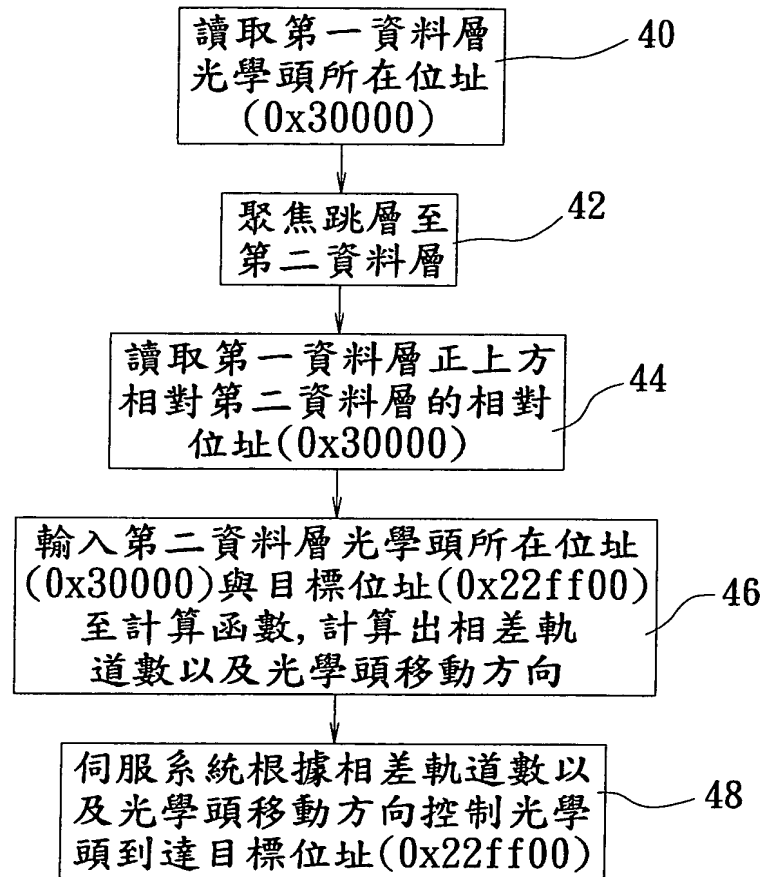 讀取第一資料層
光學頭所在位址
(0x30000)
40
聚焦跳層至
第二資料層
42
讀取第一資料層正上方
相對第二資料層的相對
位址(0x30000)
44
輸入第二資料層光學頭所在位址
(0x30000)與目標位址(0x22ff00)
至計算函數,計算出相差軌
道數以及光學頭移動方向
46
伺服系統根據相差軌道數以
及光學頭移動方向控制光學
頭到達目標位址(0x22ff00)
48